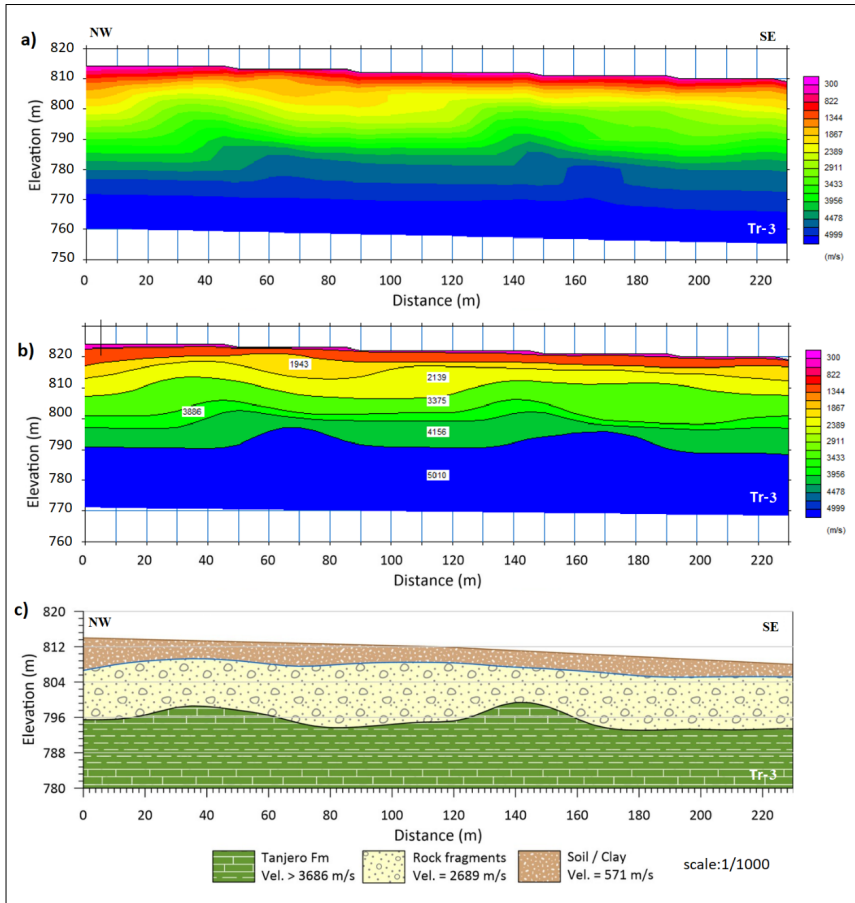 NW
SE
a)
820
810
800
790
780
770
760
750
Elevation (m)
0 20 40 60 80 100 120 140 160 180 200 220
Distance (m)
Tr-3
300
822
1344
1867
2389
2911
3433
3956
4478
4999
(m/s)
b)
820
810
800
790
780
770
760
Elevation (m)
1943
2139
3375
3886
4156
5010
Tr-3
0 20 40 60 80 100 120 140 160 180 200 220
Distance (m)
300
822
1344
1867
2389
2911
3433
3956
4478
4999
(m/s)
c)
NW
SE
820
812
804
796
788
780
Elevation (m)
Tr-3
0 20 40 60 80 100 120 140 160 180 200 220
Distance (m)
Tanjero Fm
Vel. > 3686 m/s
Rock fragments
Vel. = 2689 m/s
Soil / Clay
Vel. = 571 m/s
scale:1/1000